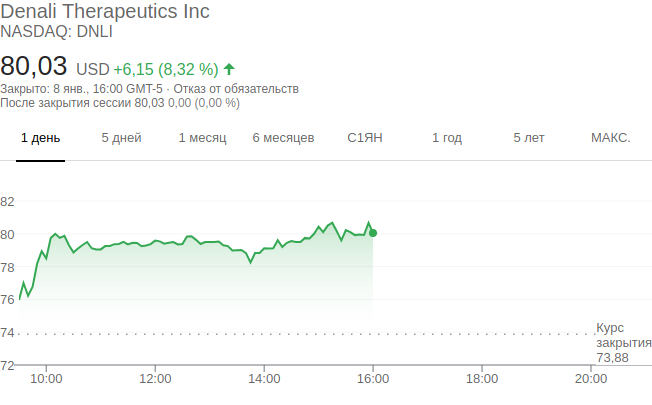 Denali Therapeutics Inc
NASDAQ: DNLI
80,03 USD +6,15 (8,32 %)
Закрыто: 8 янв., 16:00 GMT-5 · Отказ от обязательств
После закрытия сессии 80,03 0,00 (0,00 %)
1 день 5 дней 1 месяц 6 месяцев С1ЯН 1 год 5 лет МАКС.
82
80
78
76
74
Курс
закрытия
73,88
72
10:00 12:00 14:00 16:00 18:00 20:00